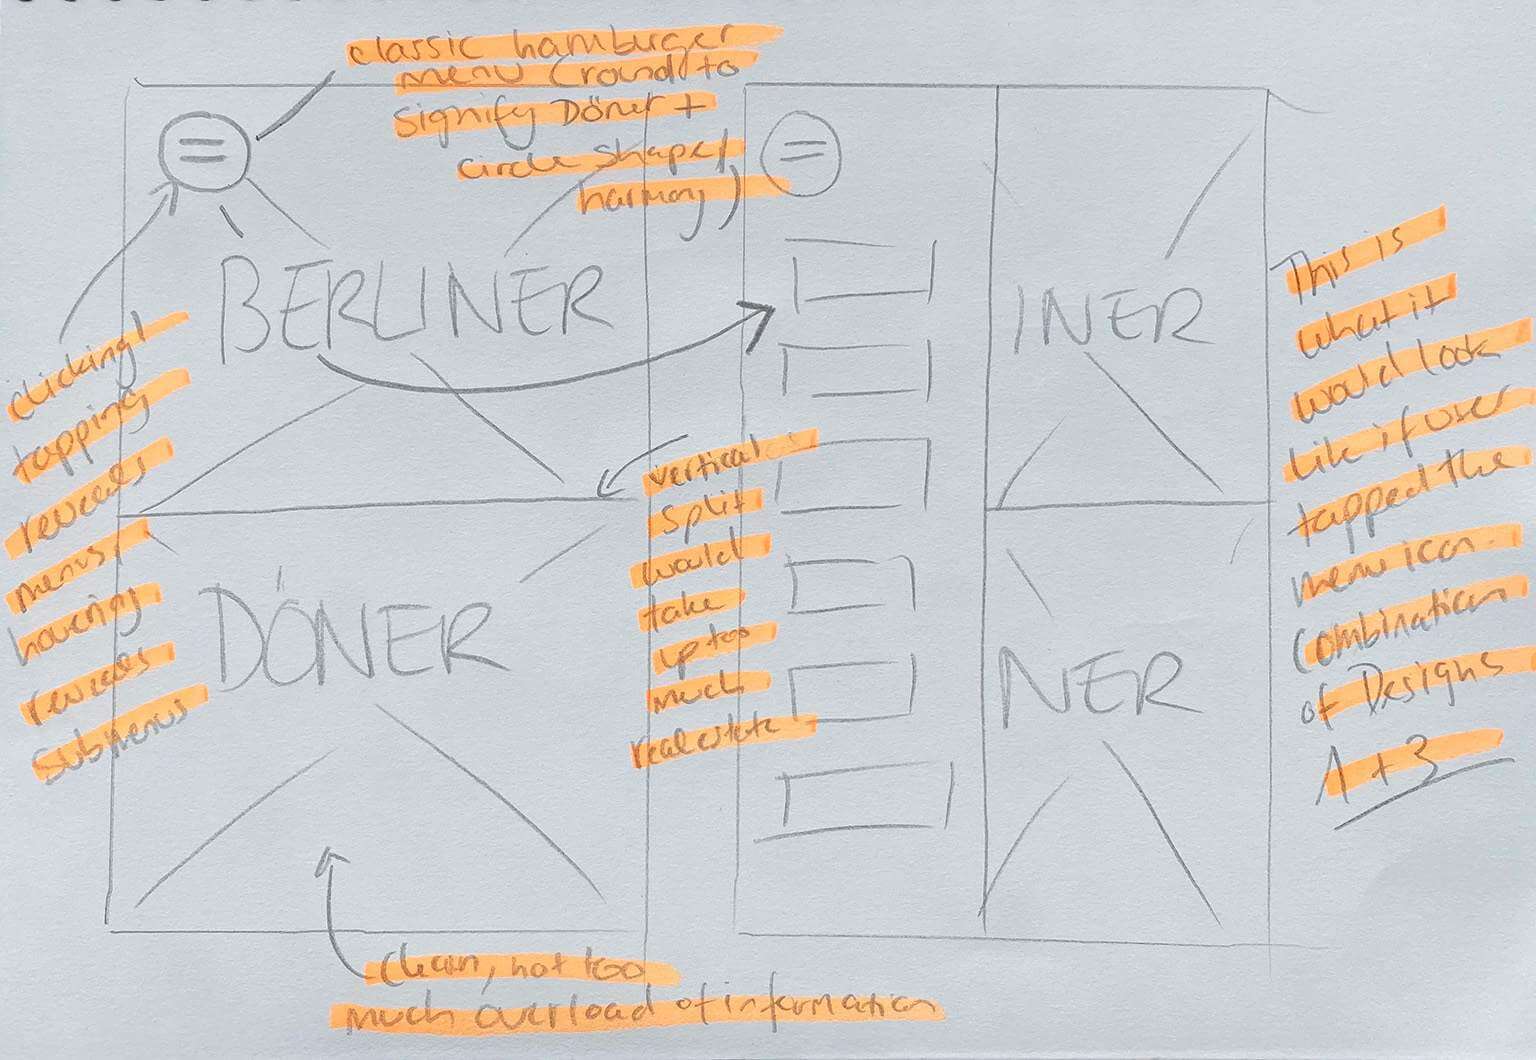 classic hamburger
menu (round to
signify Döner +
circle shape/
harmony)
BERLINER
DÖNER
clicking/
tapping
reveals
menus,
hovering
reveals
submenus
vertical
split
would
take
up too
much
real estate
clean, not too
much overload of information
INER
NER
This is
what it
would look
like if user
tapped the
menu icon.
Combination
of Designs
1 + 3